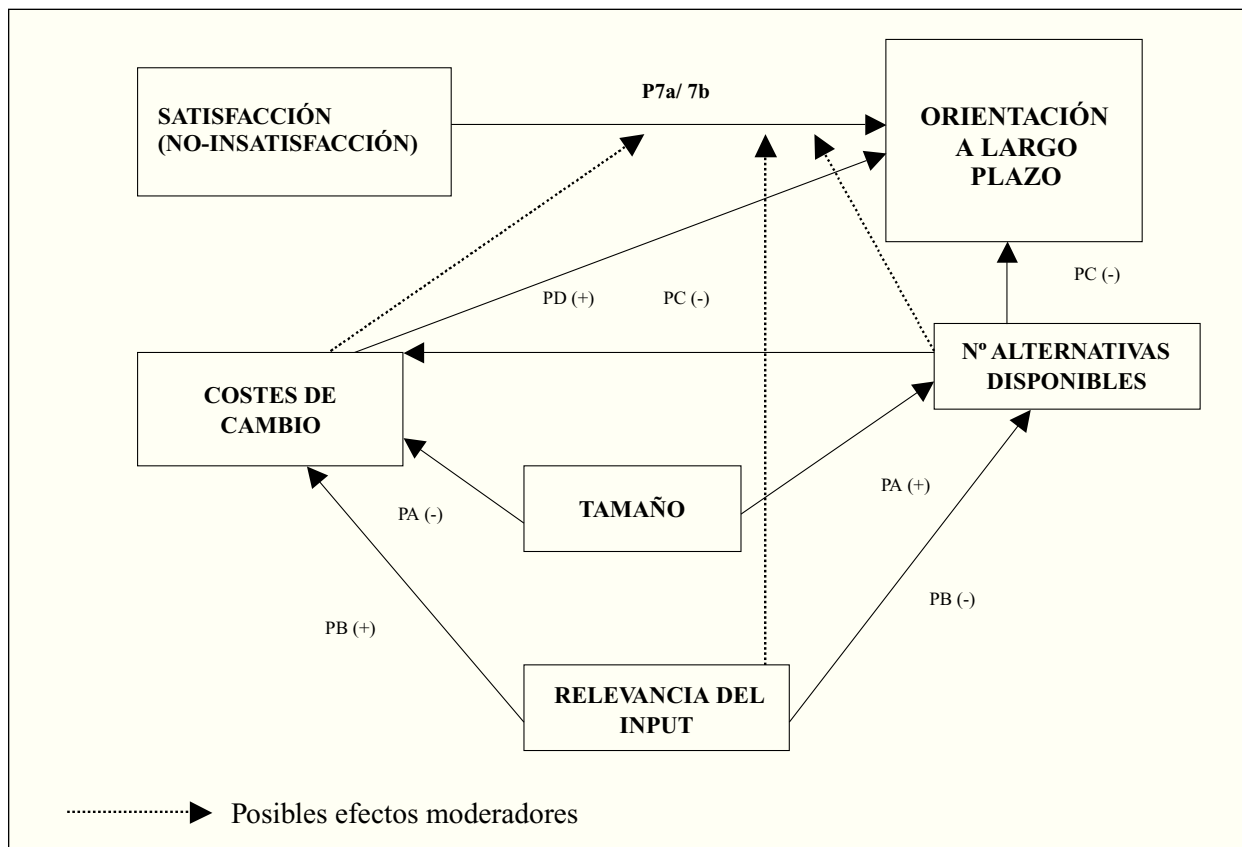 P7a/ 7b
SATISFACCIÓN
(NO-INSATISFACCIÓN)
ORIENTACIÓN
A LARGO
PLAZO
PD (+)
PC (-)
PC (-)
COSTES DE
CAMBIO
Nº ALTERNATIVAS
DISPONIBLES
PA (-)
TAMAÑO
PA (+)
PB (+)
PB (-)
RELEVANCIA DEL
INPUT
Posibles efectos moderadores